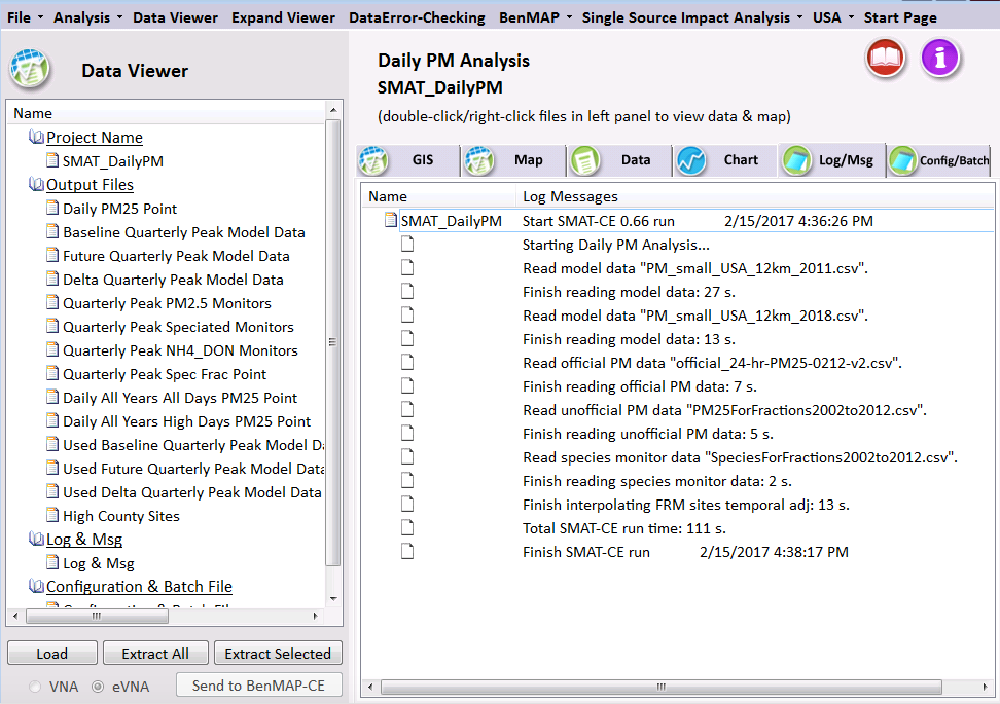 File Analysis Data Viewer Expand Viewer DataError-Checking BenMAP Single Source Impact Analysis USA Start Page
Data Viewer
Name
Project Name
SMAT_DailyPM
Output Files
Daily PM25 Point
Baseline Quarterly Peak Model Data
Future Quarterly Peak Model Data
Delta Quarterly Peak Model Data
Quarterly Peak PM2.5 Monitors
Quarterly Peak Speciated Monitors
Quarterly Peak NH4_DON Monitors
Quarterly Peak Spec Frac Point
Daily All Years All Days PM25 Point
Daily All Years High Days PM25 Point
Used Baseline Quarterly Peak Model
Used Future Quarterly Peak Model Data
Used Delta Quarterly Peak Model Data
High County Sites
Log & Msg
Log & Msg
Configuration & Batch File
Load Extract All Extract Selected
VNA eVNA Send to BenMAP-CE
Daily PM Analysis
SMAT_DailyPM
(double-click/right-click files in left panel to view data & map)
GIS Map Data Chart Log/Msg Config/Batch
Name Log Messages
SMAT_DailyPM Start SMAT-CE 0.66 run 2/15/2017 4:36:26 PM
Starting Daily PM Analysis...
Read model data "PM_small_USA_12km_2011.csv".
Finish reading model data: 27 s.
Read model data "PM_small_USA_12km_2018.csv".
Finish reading model data: 13 s.
Read official PM data "official_24-hr-PM25-0212-v2.csv".
Finish reading official PM data: 7 s.
Read unofficial PM data "PM25ForFractions2002to2012.csv".
Finish reading unofficial PM data: 5 s.
Read species monitor data "SpeciesForFractions2002to2012.csv".
Finish reading species monitor data: 2 s.
Finish interpolating FRM sites temporal adj: 13 s.
Total SMAT-CE run time: 111 s.
Finish SMAT-CE run 2/15/2017 4:38:17 PM